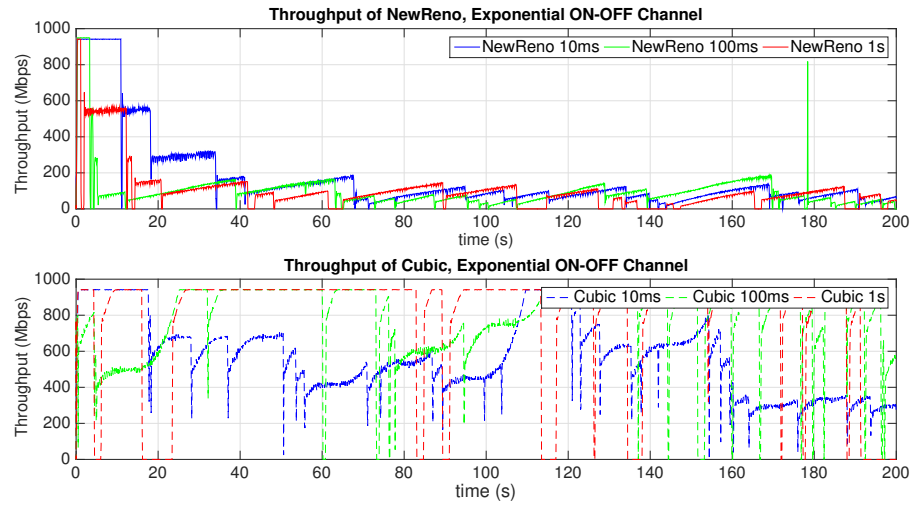 Throughput of NewReno, Exponential ON-OFF Channel
Throughput (Mbps)
1000
800
600
400
200
0
NewReno 10ms NewReno 100ms NewReno 1s
0 20 40 60 80 100 120 140 160 180 200
time (s)
Throughput of Cubic, Exponential ON-OFF Channel
Throughput (Mbps)
1000
800
600
400
200
0
Cubic 10ms Cubic 100ms Cubic 1s
0 20 40 60 80 100 120 140 160 180 200
time (s)